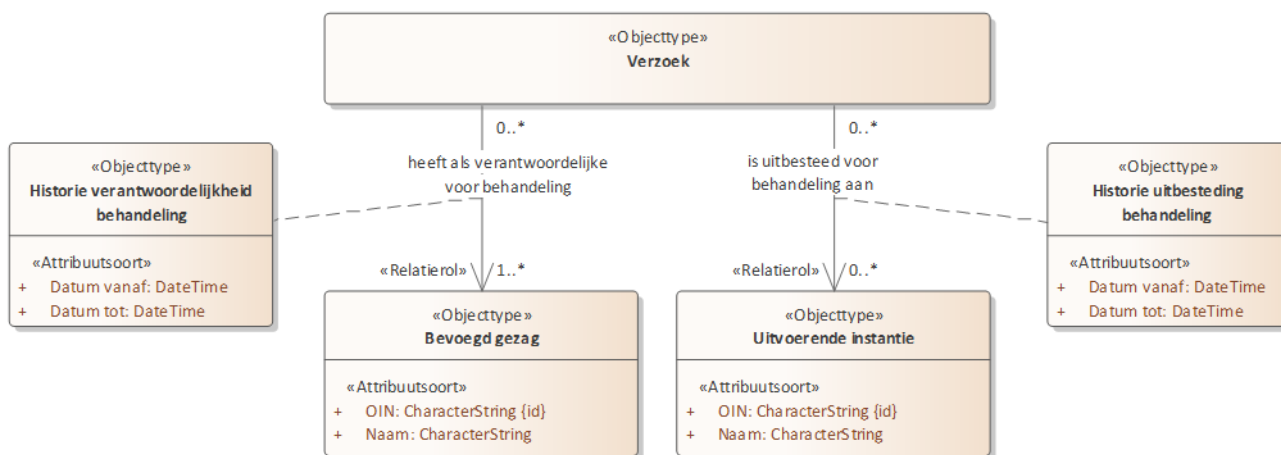 «Objecttype»
Verzoek
0..*
0..*
heeft als verantwoordelijke
voor behandeling
is uitbesteed voor
behandeling aan
«Objecttype»
Historie verantwoordelijkheid
behandeling
«Attribuutsoort»
+ Datum vanaf: DateTime
+ Datum tot: DateTime
«Objecttype»
Historie uitbesteding
behandeling
«Attribuutsoort»
+ Datum vanaf: DateTime
+ Datum tot: DateTime
«Relatierol»
1..*
«Relatierol»
0..*
«Objecttype»
Bevoegd gezag
«Attribuutsoort»
+ OIN: CharacterString {id}
+ Naam: CharacterString
«Objecttype»
Uitvoerende instantie
«Attribuutsoort»
+ OIN: CharacterString {id}
+ Naam: CharacterString